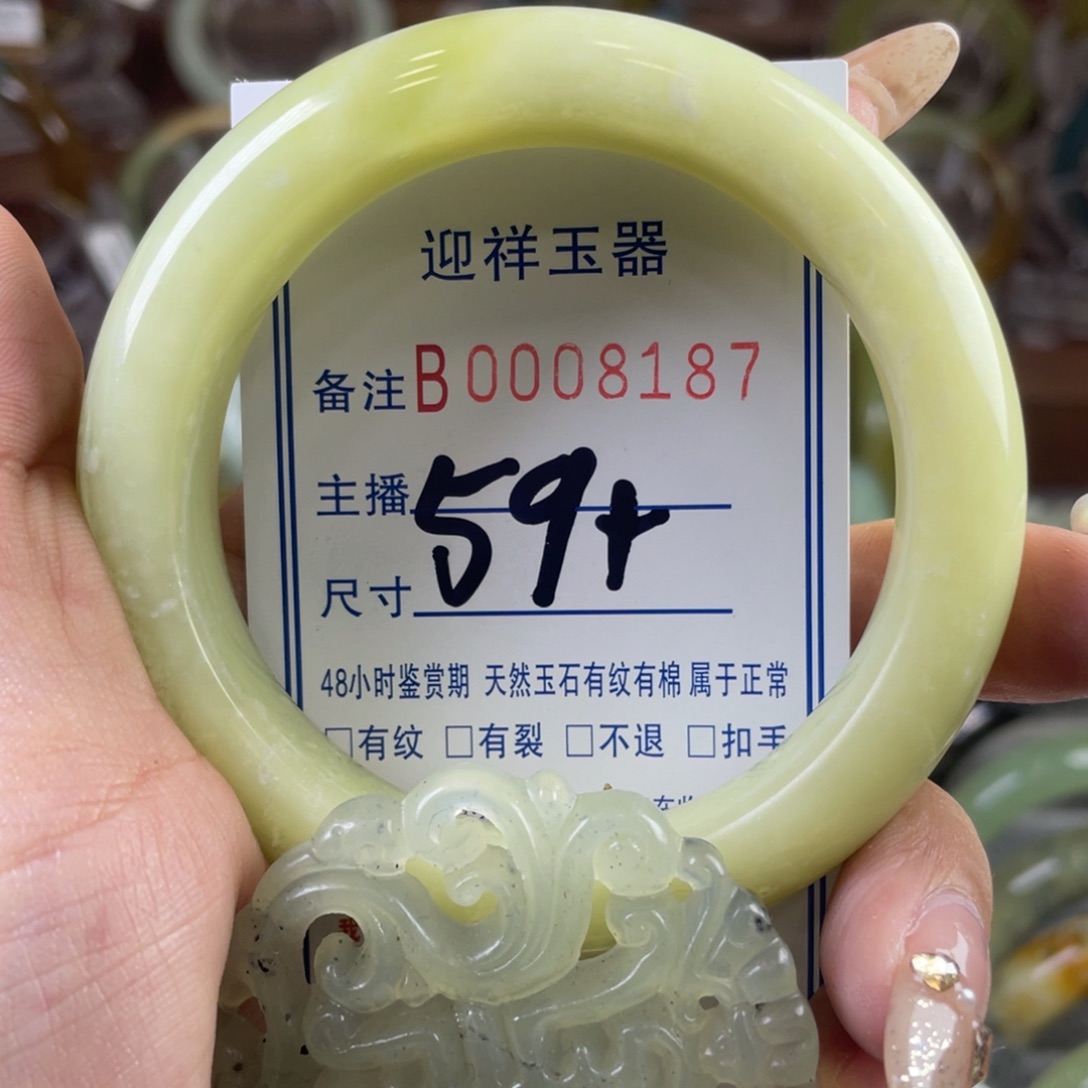 迎祥玉器
备注B0008187
主播
59+
尺寸
48小时鉴赏期 天然玉石有纹有棉属于正常
□有纹 □有裂 □不退 □扣手